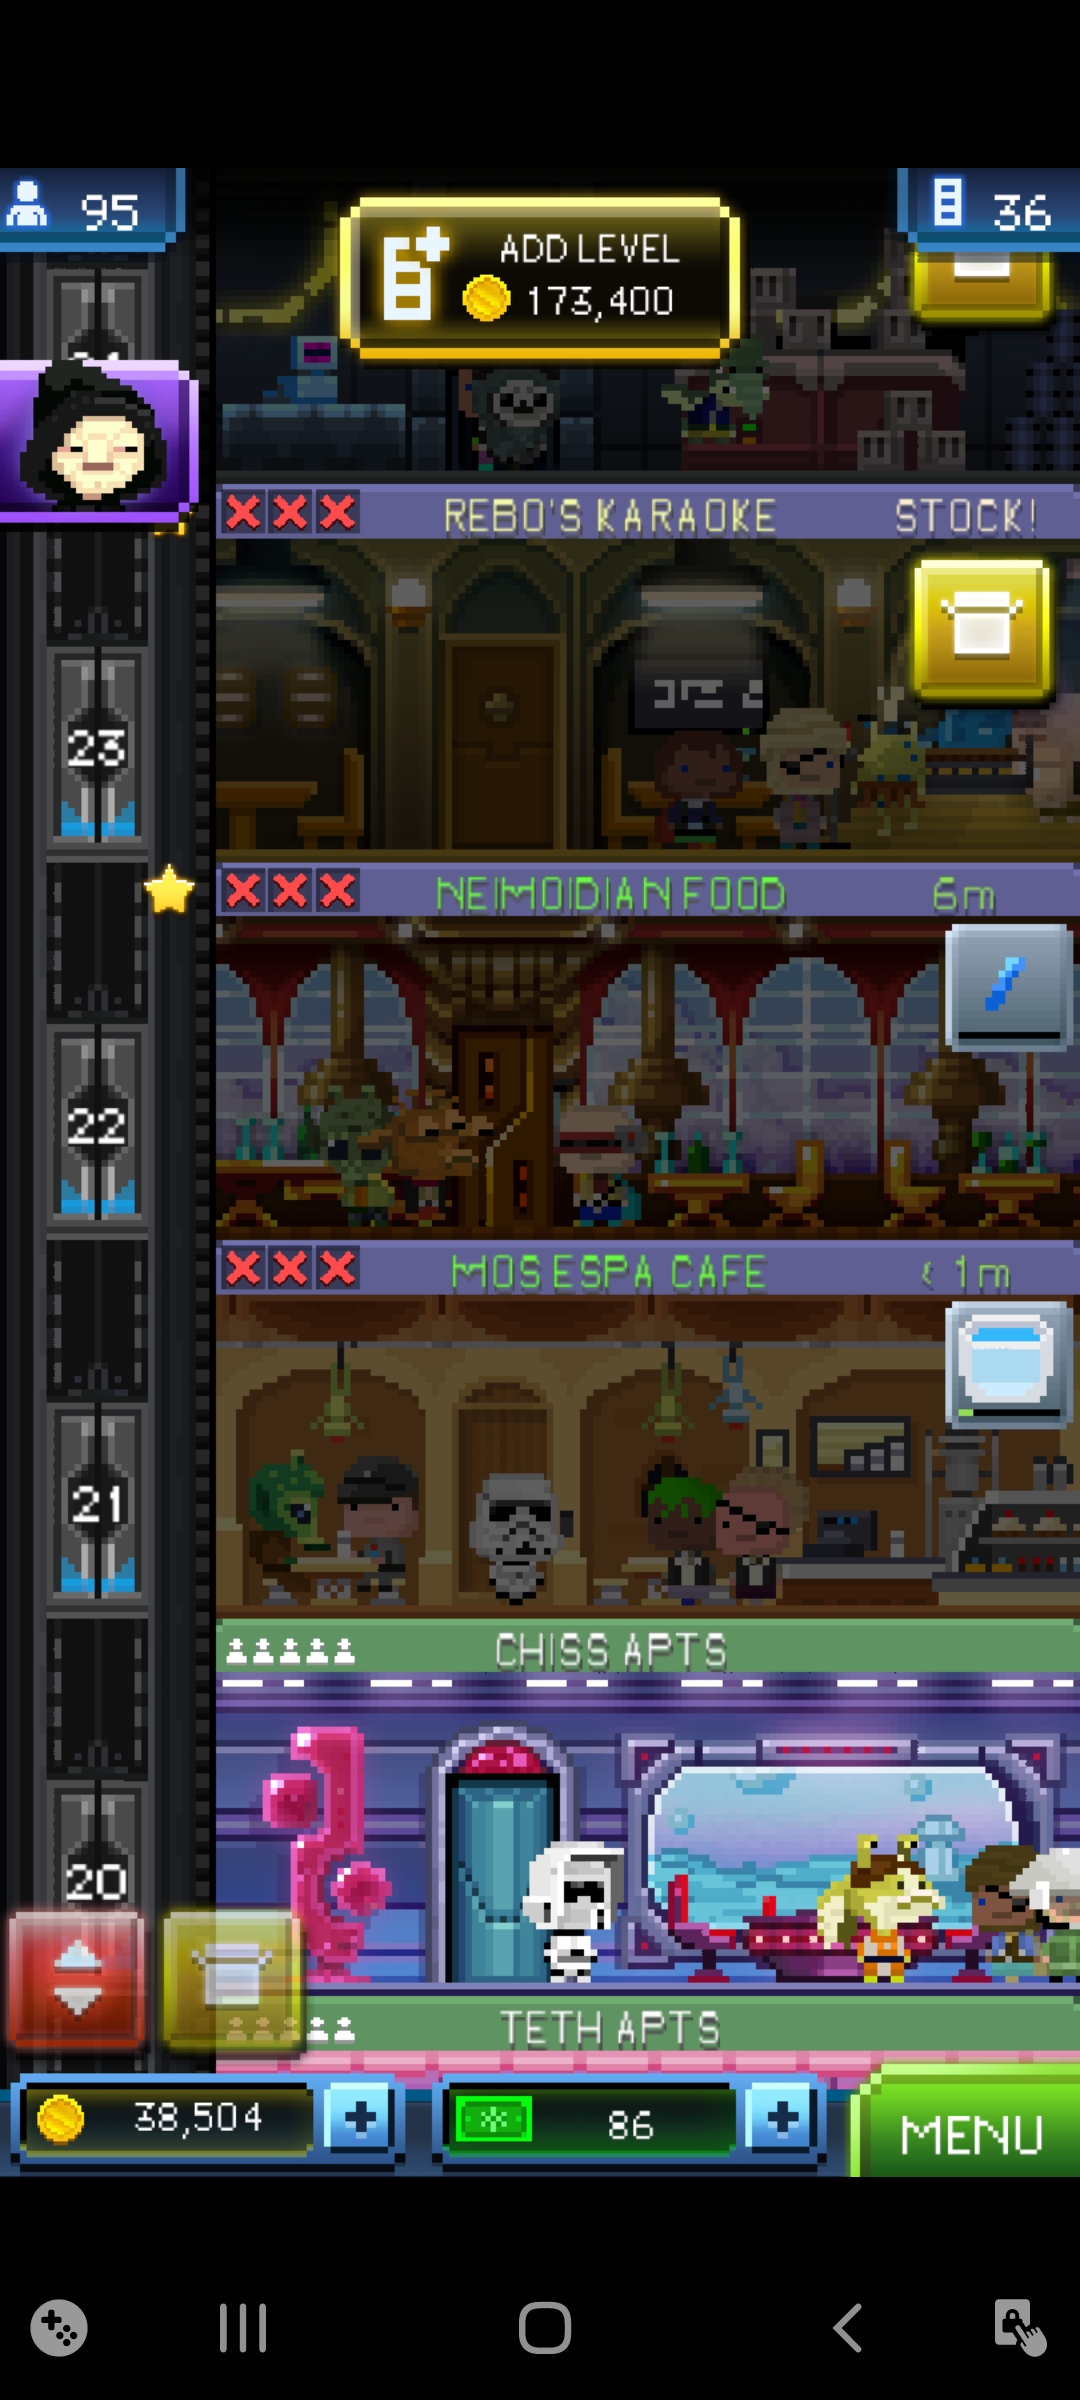 95
ADD LEVEL
173,400
36
REBO'S KARAOKE STOCK!
23
NEIMOIDIAN FOOD 6m
22
MOS ESPA CAFE < 1m
21
CHISS APTS
20
TETH APTS
38,504
86
MENU